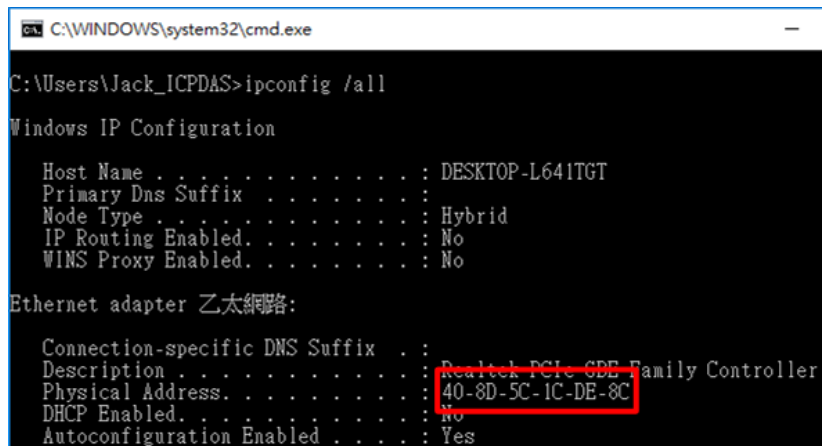 C:\WINDOWS\system32\cmd.exe
C:\Users\Jack_ICPDAS>ipconfig /all
Windows IP Configuration
Host Name . . . . . . . . . . . . : DESKTOP-L641TGT
Primary Dns Suffix . . . . . . . :
Node Type . . . . . . . . . . . . : Hybrid
IP Routing Enabled. . . . . . . . : No
WINS Proxy Enabled. . . . . . . . : No
Ethernet adapter 乙太網路:
Connection-specific DNS Suffix . :
Description . . . . . . . . . . . : Realtek PCIe GBE Family Controller
Physical Address. . . . . . . . . : 40-8D-5C-1C-DE-8C
DHCP Enabled. . . . . . . . . . . : No
Autoconfiguration Enabled . . . . : Yes